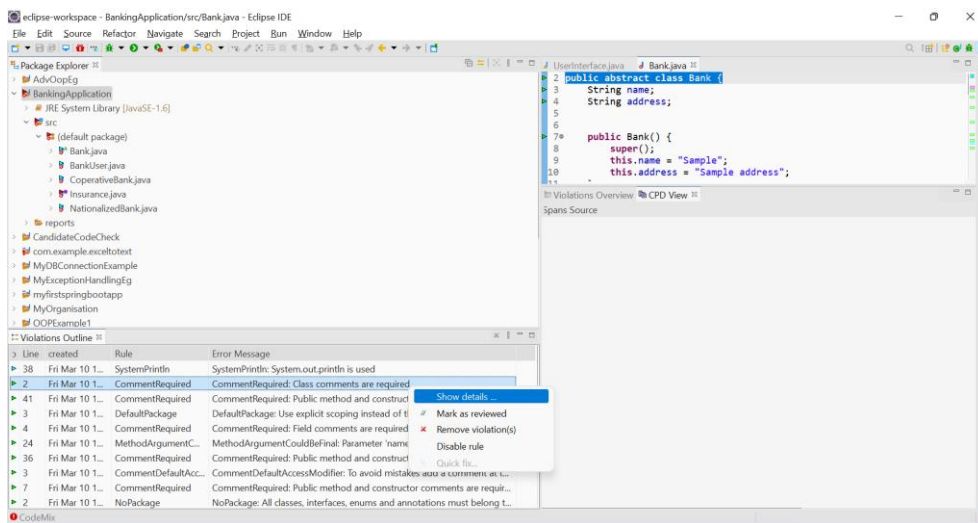 eclipse-workspace - BankingApplication/src/Bank.java - Eclipse IDE
File Edit Source Refactor Navigate Search Project Run Window Help
Package Explorer
AdvOopEg
BankingApplication
JRE System Library [JavaSE-1.6]
src
(default package)
Bank.java
BankUser.java
CoperativeBank.java
Insurance.java
NationalizedBank.java
reports
CandidateCodeCheck
com.example.exceltotext
MyDBConnectionExample
MyExceptionHandlingEg
myfirstspringbootapp
MyOrganisation
OOPExample1
UserInterface.java Bank.java
2 public abstract class Bank {
3 String name;
4 String address;
5
6
7 public Bank() {
8 super();
9 this.name = "Sample";
10 this.address = "Sample address";
11
Violations Overview CPD View
Spans Source
Violations Outline
Line created Rule Error Message
38 Fri Mar 10 1... SystemPrintln SystemPrintln: System.out.println is used
2 Fri Mar 10 1... CommentRequired CommentRequired: Class comments are required
41 Fri Mar 10 1... CommentRequired CommentRequired: Public method and construct
3 Fri Mar 10 1... DefaultPackage DefaultPackage: Use explicit scoping instead of t
4 Fri Mar 10 1... CommentRequired CommentRequired: Field comments are required
24 Fri Mar 10 1... MethodArgumentC... MethodArgumentCouldBeFinal: Parameter 'name
36 Fri Mar 10 1... CommentRequired CommentRequired: Public method and construct
3 Fri Mar 10 1... CommentDefaultAcc... CommentDefaultAccessModifier: To avoid mistakes add a comment at t...
7 Fri Mar 10 1... CommentRequired CommentRequired: Public method and constructor comments are requir...
2 Fri Mar 10 1... NoPackage NoPackage: All classes, interfaces, enums and annotations must belong t...
Show details ...
Mark as reviewed
Remove violation(s)
Disable rule
Quick fix...
CodeMix